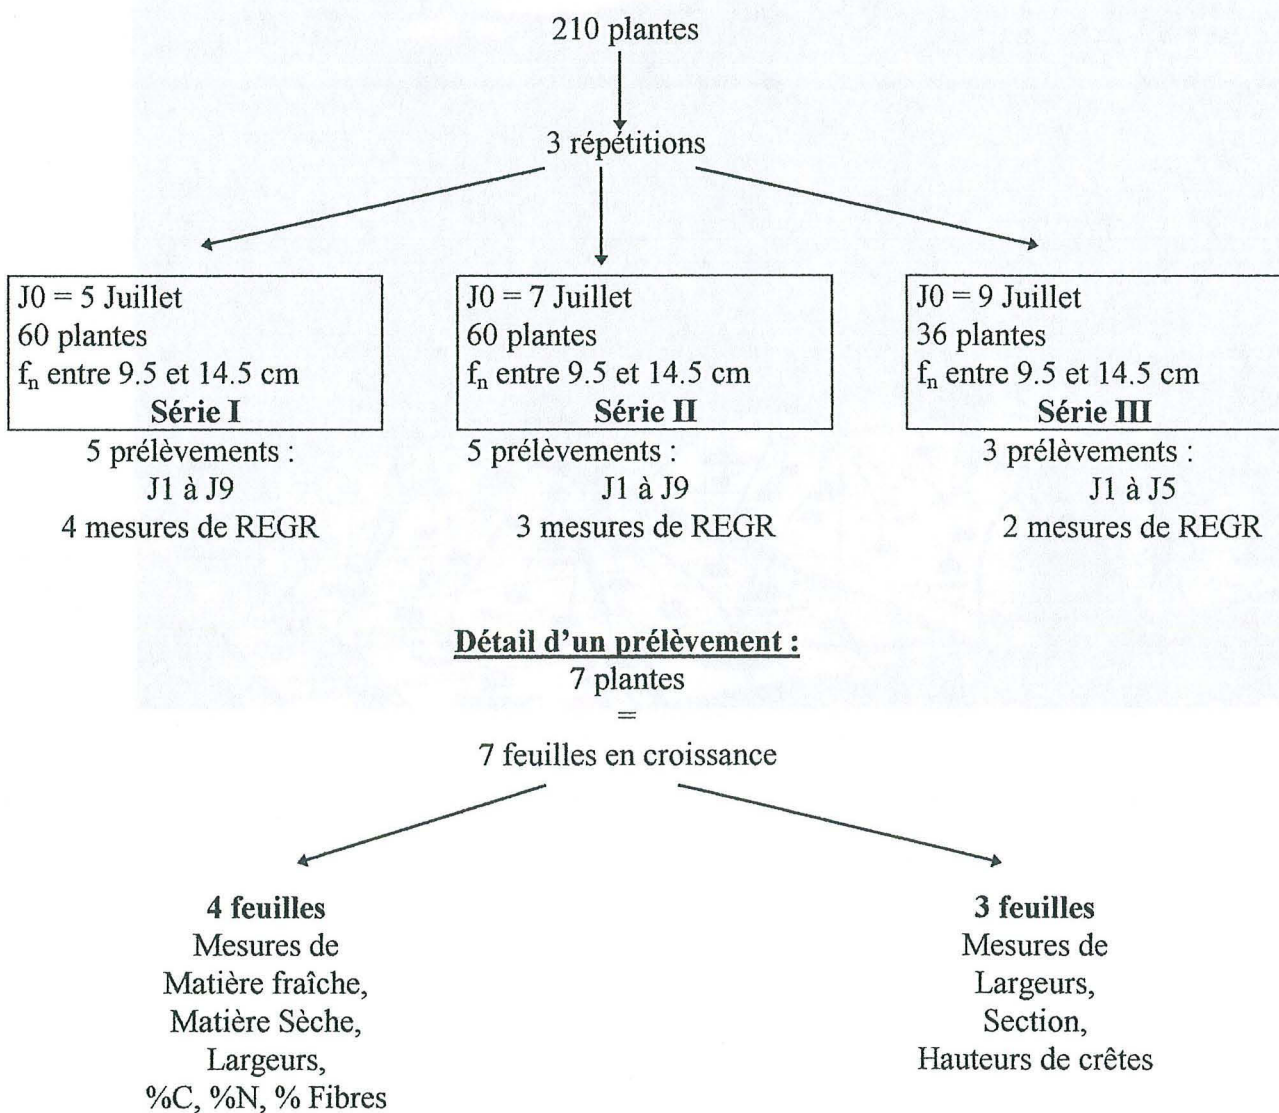 210 plantes
3 répétitions
J0 = 5 Juillet
60 plantes
fn entre 9.5 et 14.5 cm
Série I
5 prélèvements :
J1 à J9
4 mesures de REGR
J0 = 7 Juillet
60 plantes
fn entre 9.5 et 14.5 cm
Série II
5 prélèvements :
J1 à J9
3 mesures de REGR
J0 = 9 Juillet
36 plantes
fn entre 9.5 et 14.5 cm
Série III
3 prélèvements :
J1 à J5
2 mesures de REGR
Détail d'un prélèvement :
7 plantes
=
7 feuilles en croissance
4 feuilles
Mesures de
Matière fraîche,
Matière Sèche,
Largeurs,
%C, %N, % Fibres
3 feuilles
Mesures de
Largeurs,
Section,
Hauteurs de crêtes